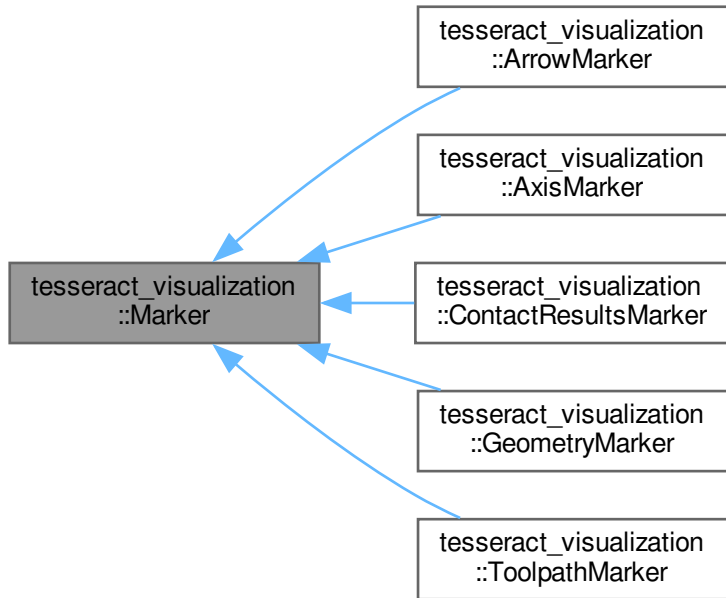 tesseract_visualization
::ArrowMarker
tesseract_visualization
::AxisMarker
tesseract_visualization
::Marker
tesseract_visualization
::ContactResultsMarker
tesseract_visualization
::GeometryMarker
tesseract_visualization
::ToolpathMarker